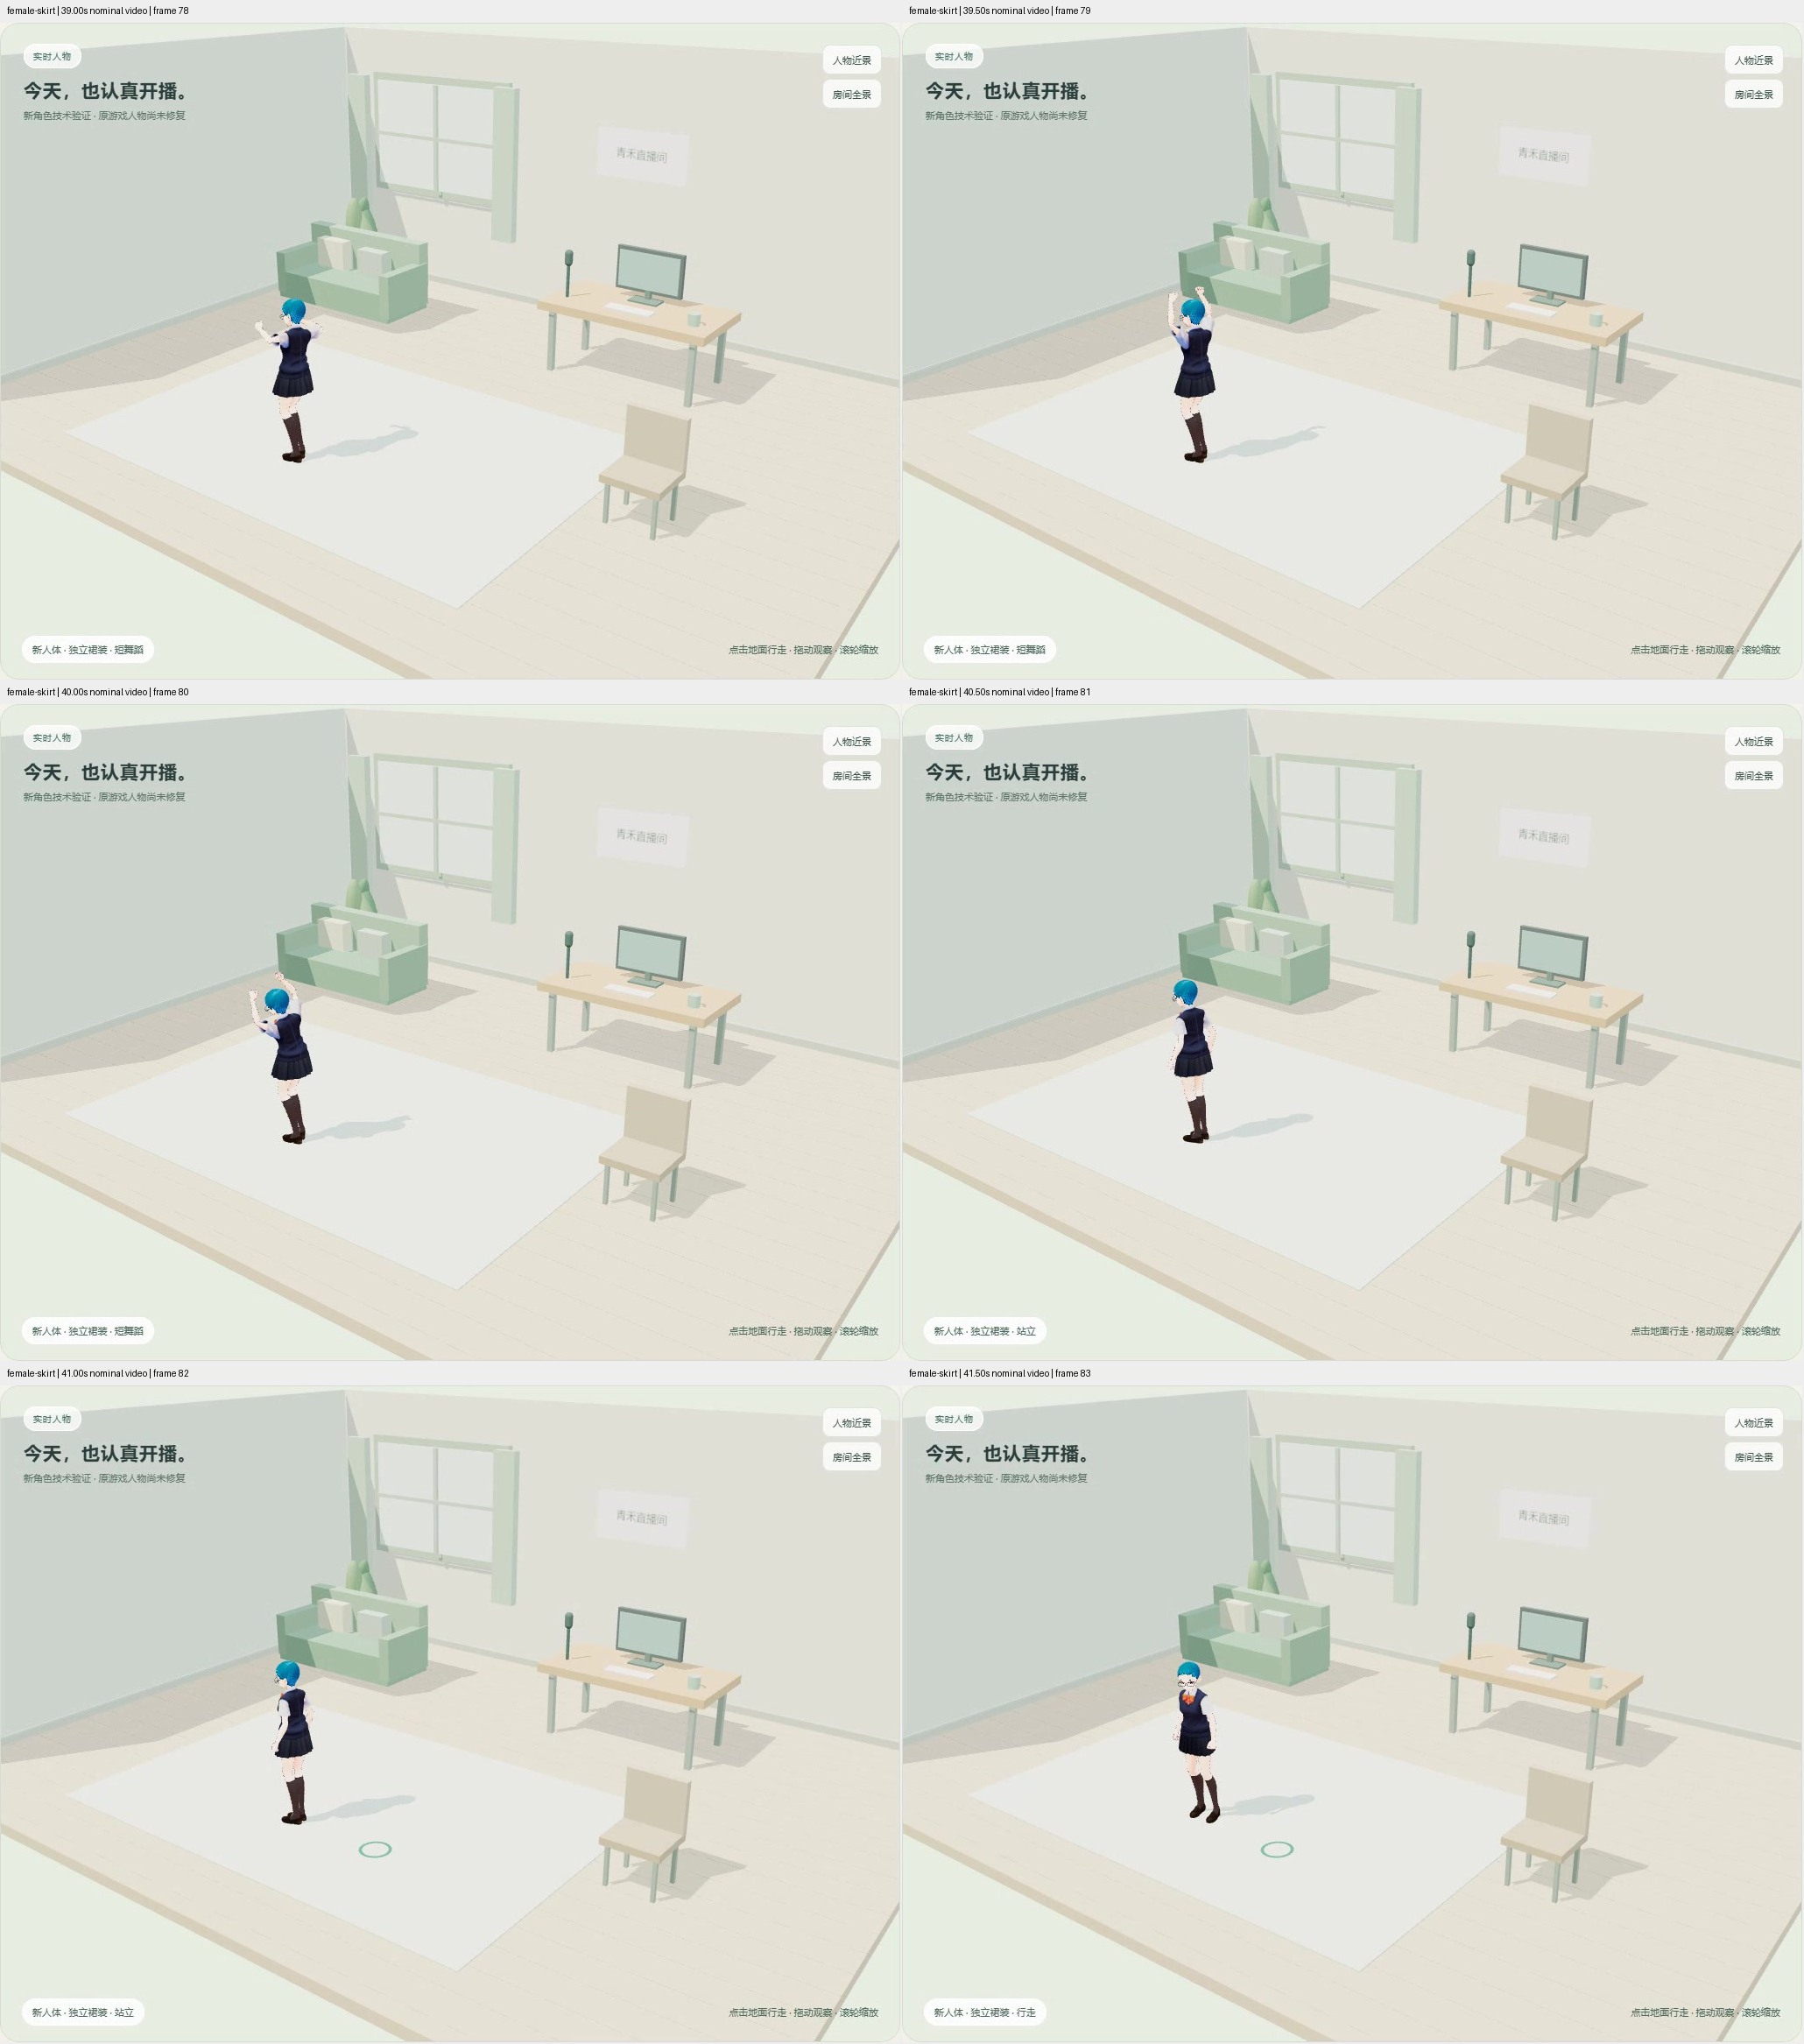 female-skirt | 39.00s nominal video | frame 78
实时人物
人物近景
今天，也认真开播。
房间全景
新角色技术验证 · 原游戏人物尚未修复
青禾直播间
新人体 · 独立裙装 · 短舞蹈
点击地面行走 · 拖动观察 · 滚轮缩放
female-skirt | 39.50s nominal video | frame 79
实时人物
人物近景
今天，也认真开播。
房间全景
新角色技术验证 · 原游戏人物尚未修复
青禾直播间
新人体 · 独立裙装 · 短舞蹈
点击地面行走 · 拖动观察 · 滚轮缩放
female-skirt | 40.00s nominal video | frame 80
实时人物
人物近景
今天，也认真开播。
房间全景
新角色技术验证 · 原游戏人物尚未修复
青禾直播间
新人体 · 独立裙装 · 短舞蹈
点击地面行走 · 拖动观察 · 滚轮缩放
female-skirt | 40.50s nominal video | frame 81
实时人物
人物近景
今天，也认真开播。
房间全景
新角色技术验证 · 原游戏人物尚未修复
青禾直播间
新人体 · 独立裙装 · 站立
点击地面行走 · 拖动观察 · 滚轮缩放
female-skirt | 41.00s nominal video | frame 82
实时人物
人物近景
今天，也认真开播。
房间全景
新角色技术验证 · 原游戏人物尚未修复
青禾直播间
新人体 · 独立裙装 · 站立
点击地面行走 · 拖动观察 · 滚轮缩放
female-skirt | 41.50s nominal video | frame 83
实时人物
人物近景
今天，也认真开播。
房间全景
新角色技术验证 · 原游戏人物尚未修复
青禾直播间
新人体 · 独立裙装 · 行走
点击地面行走 · 拖动观察 · 滚轮缩放